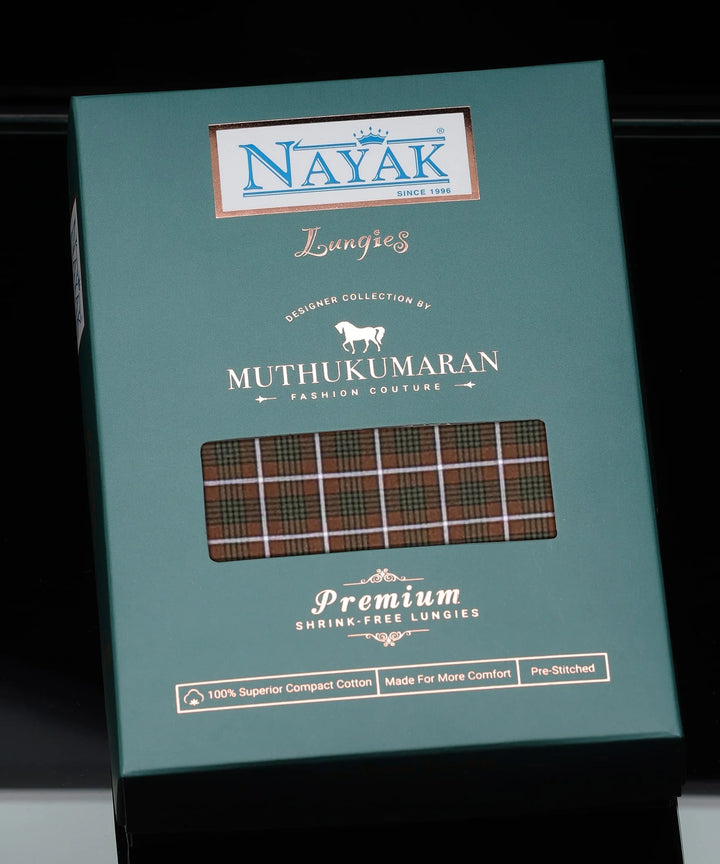 NAYAK®
SINCE 1996
Lungies
DESIGNER COLLECTION BY
MUTHUKUMARAN
FASHION COUTURE
Premium
SHRINK-FREE LUNGIES
100% Superior Compact Cotton
Made For More Comfort
Pre-Stitched